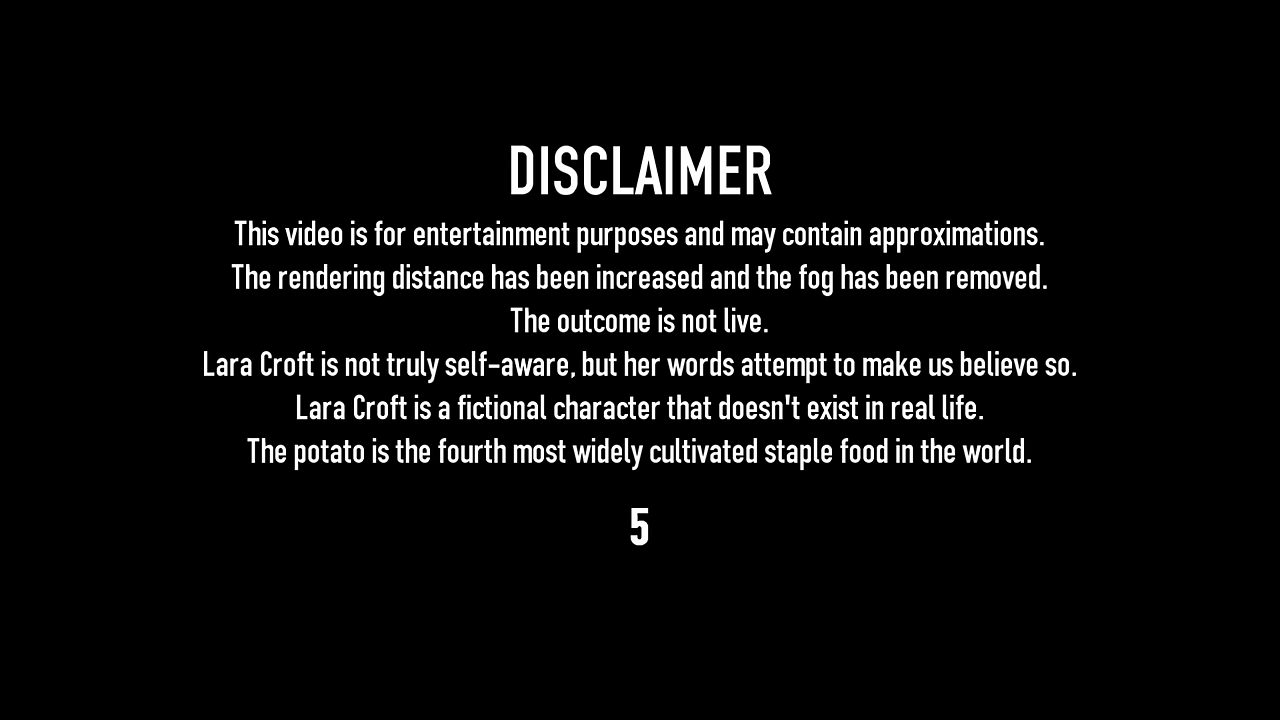 DISCLAIMER
This video is for entertainment purposes and may contain approximations.
The rendering distance has been increased and the fog has been removed.
The outcome is not live.
Lara Croft is not truly self-aware, but her words attempt to make us believe so.
Lara Croft is a fictional character that doesn't exist in real life.
The potato is the fourth most widely cultivated staple food in the world.
5